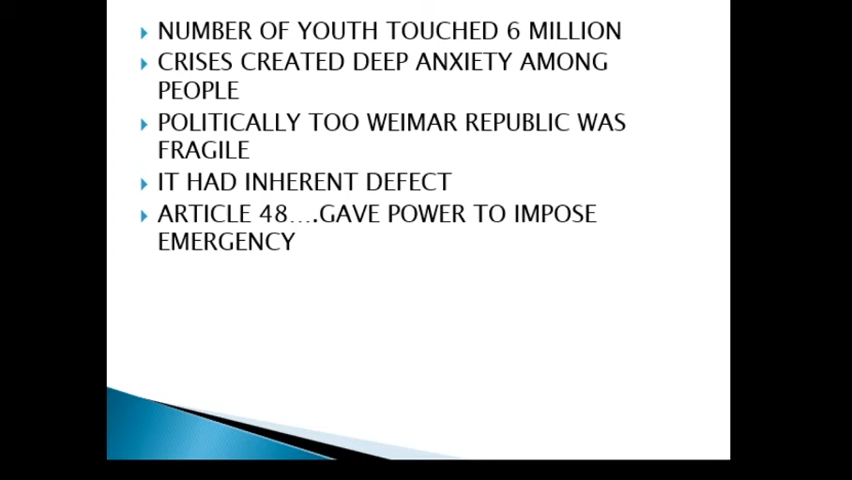 NUMBER OF YOUTH TOUCHED 6 MILLION
CRISES CREATED DEEP ANXIETY AMONG
PEOPLE
POLITICALLY TOO WEIMAR REPUBLIC WAS
FRAGILE
IT HAD INHERENT DEFECT
ARTICLE 48....GAVE POWER TO IMPOSE
EMERGENCY